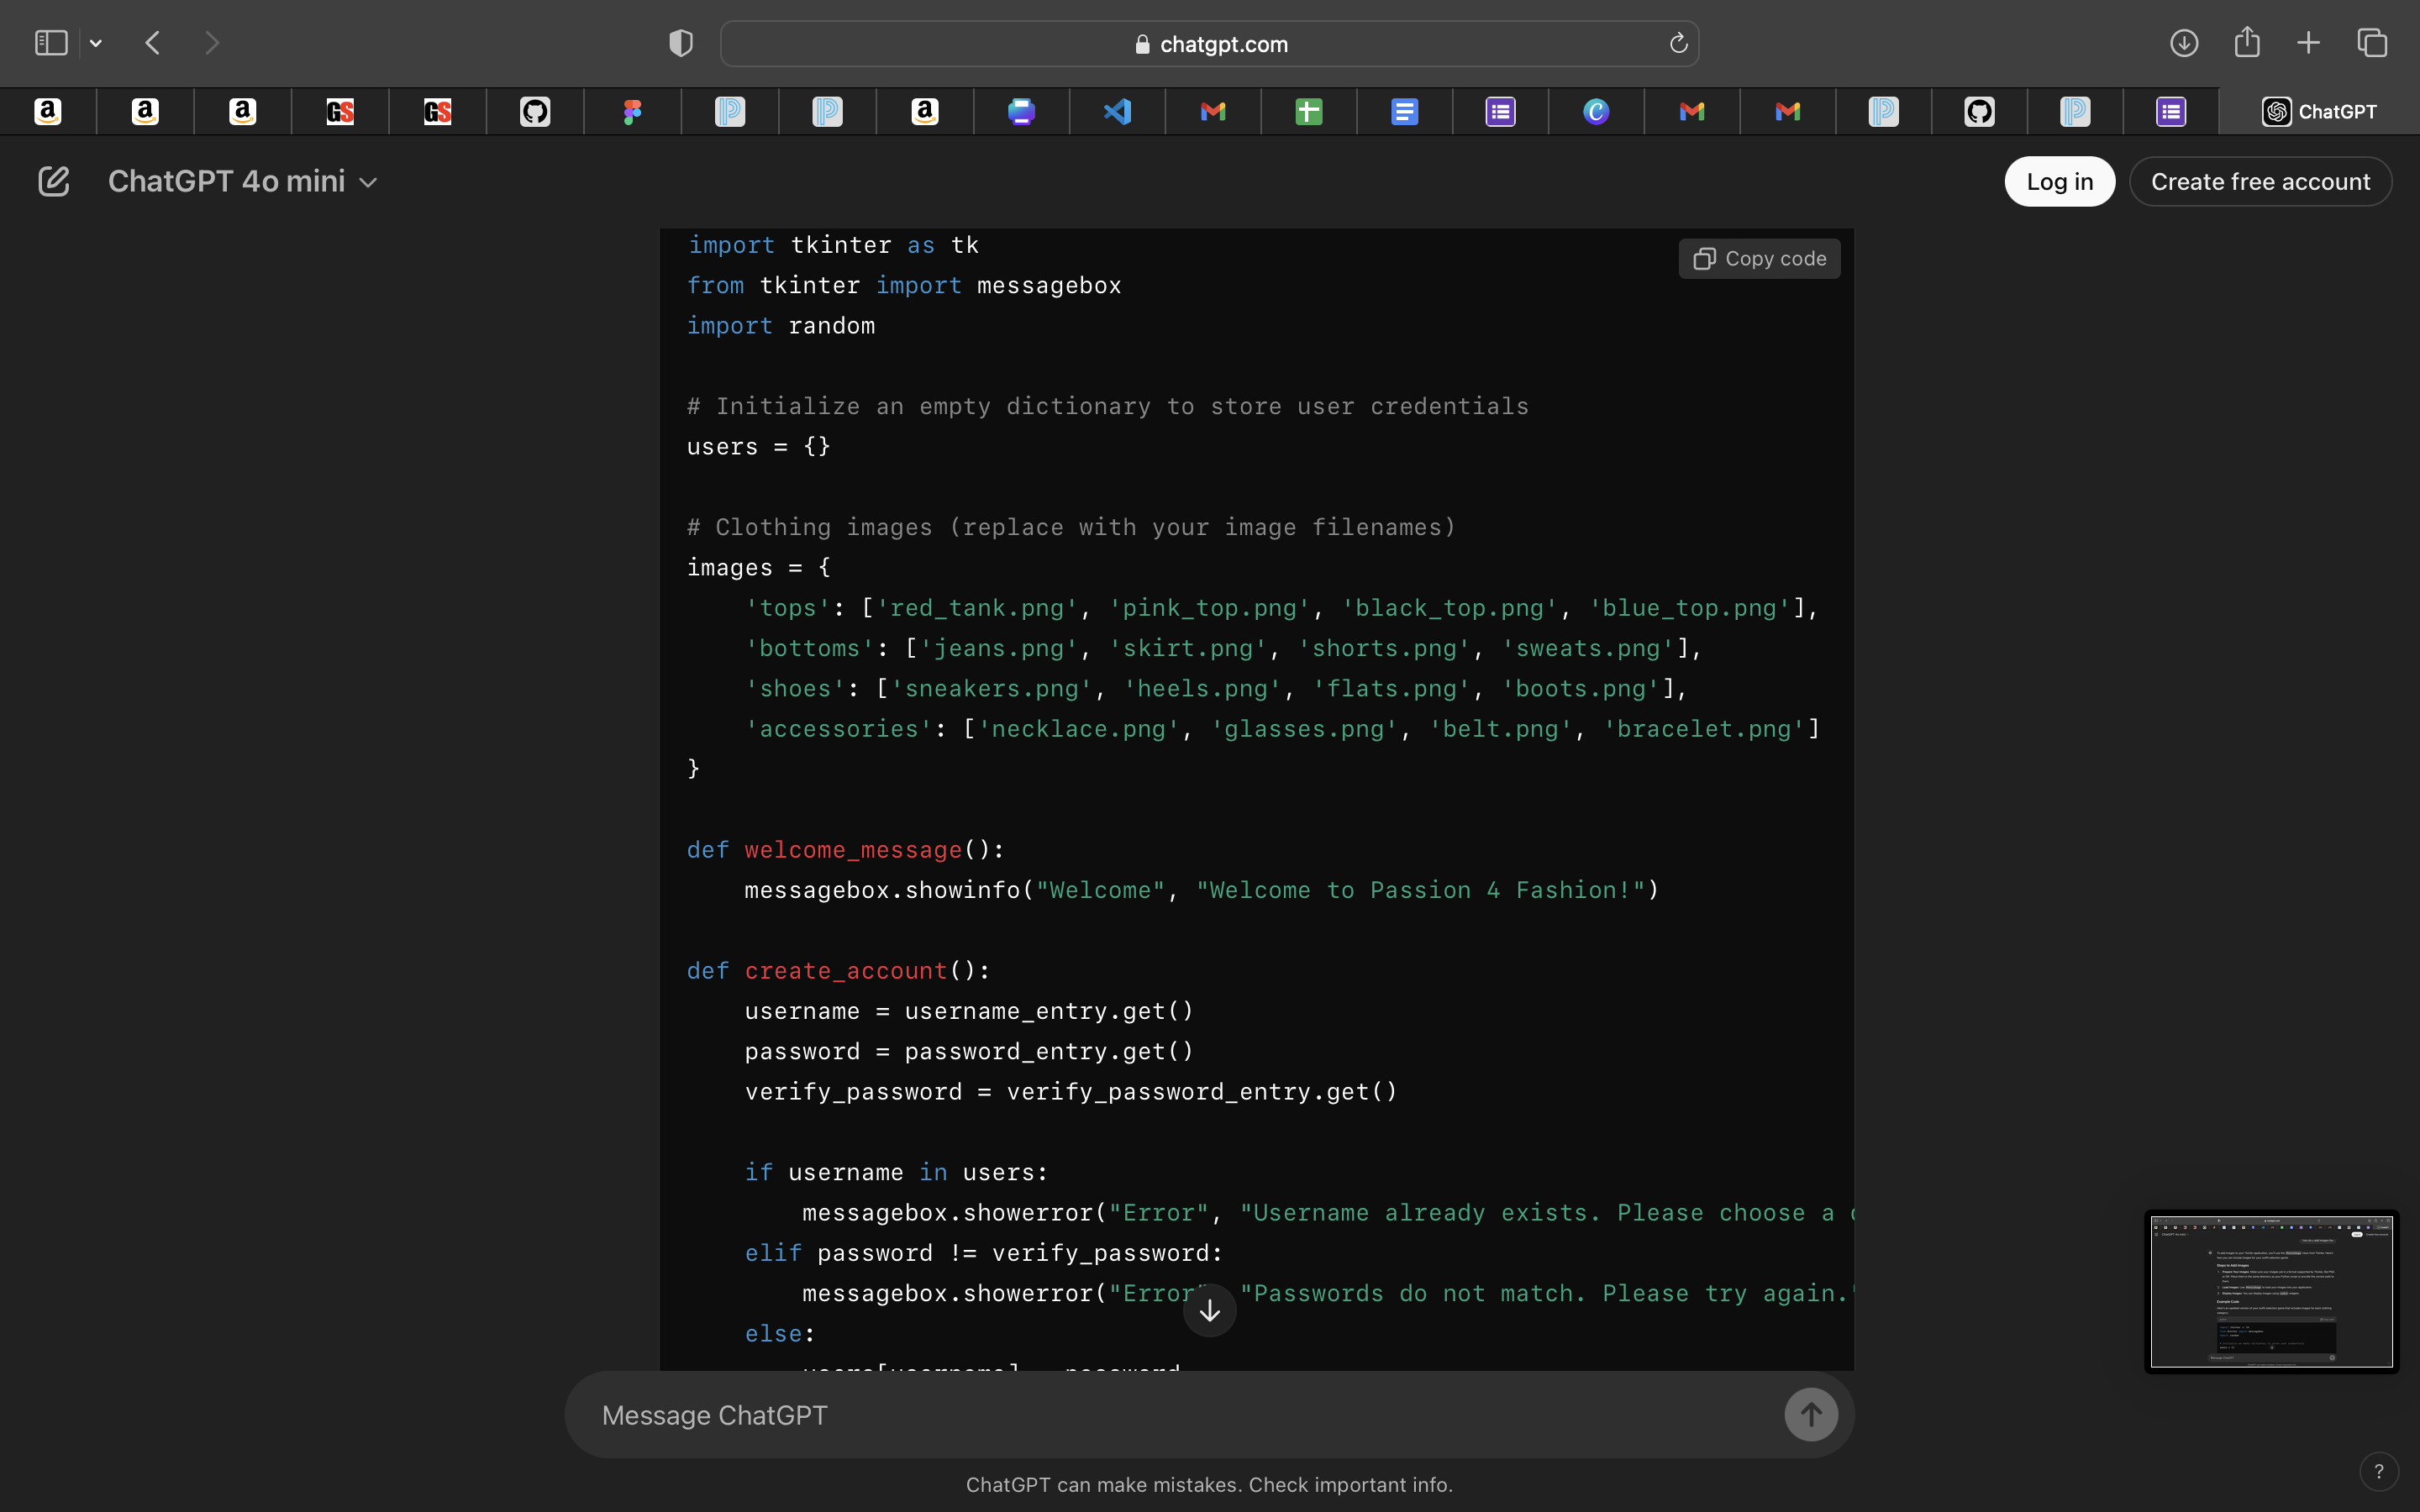 chatgpt.com
ChatGPT
ChatGPT 4o mini
Log in
Create free account
Copy code
import tkinter as tk
from tkinter import messagebox
import random
# Initialize an empty dictionary to store user credentials
users = {}
# Clothing images (replace with your image filenames)
images = {
    'tops': ['red_tank.png', 'pink_top.png', 'black_top.png', 'blue_top.png'],
    'bottoms': ['jeans.png', 'skirt.png', 'shorts.png', 'sweats.png'],
    'shoes': ['sneakers.png', 'heels.png', 'flats.png', 'boots.png'],
    'accessories': ['necklace.png', 'glasses.png', 'belt.png', 'bracelet.png']
}
def welcome_message():
    messagebox.showinfo("Welcome", "Welcome to Passion 4 Fashion!")
def create_account():
    username = username_entry.get()
    password = password_entry.get()
    verify_password = verify_password_entry.get()
    if username in users:
        messagebox.showerror("Error", "Username already exists. Please choose a
    elif password != verify_password:
        messagebox.showerror("Error" "Passwords do not match. Please try again."
    else:
Message ChatGPT
ChatGPT can make mistakes. Check important info.
?